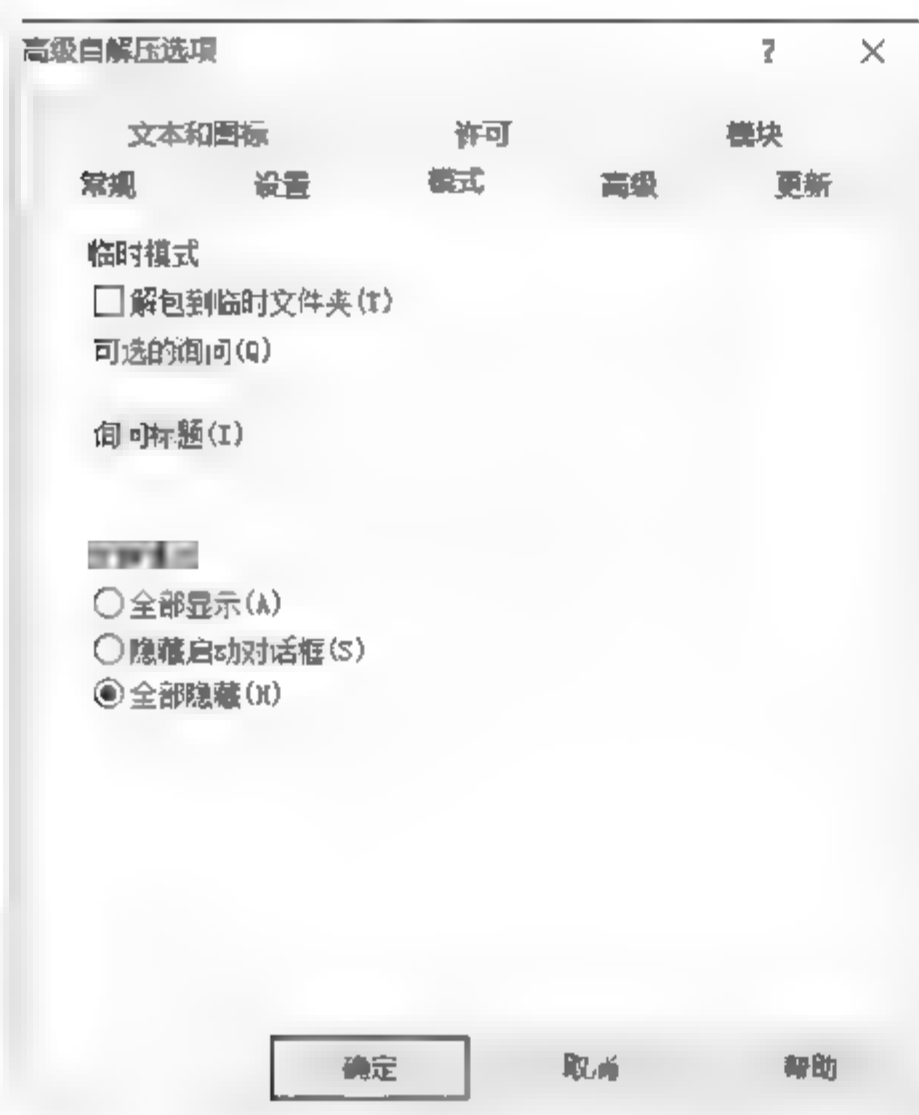 高级自解压选项 ? ×
文本和图标 许可 模块
常规 设置 模式 高级 更新
临时模式
解包到临时文件夹(T)
可选的询问(Q)
询问标题(I)
全部显示(A)
隐藏启动对话框(S)
全部隐藏(H)
确定 取消 帮助